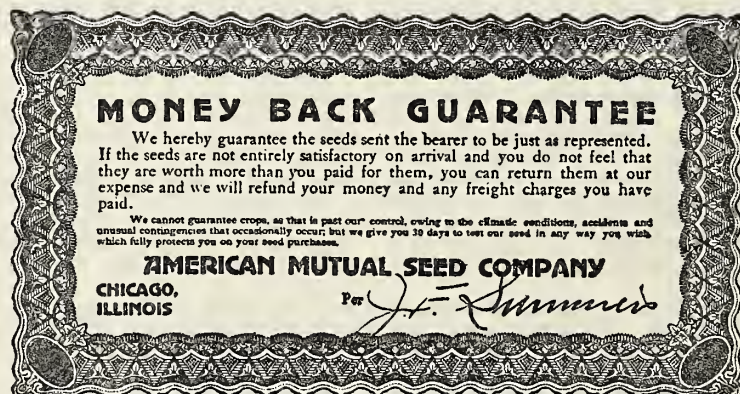 MONEY BACK GUARANTEE
We hereby guarantee the seeds sent the bearer to be just as represented.
If the seeds are not entirely satisfactory on arrival and you do not feel that
they are worth more than you paid for them, you can return them at our
expense and we will refund your money and any freight charges you have
paid.
We cannot guarantee crops, as that is past our control, owing to the climatic conditions, accidents and
unusual contingencies that occasionally occur; but we give you 30 days to test our seed in any way you wish,
which fully protects you on your seed purchases.
AMERICAN MUTUAL SEED COMPANY
CHICAGO,
ILLINOIS
Per